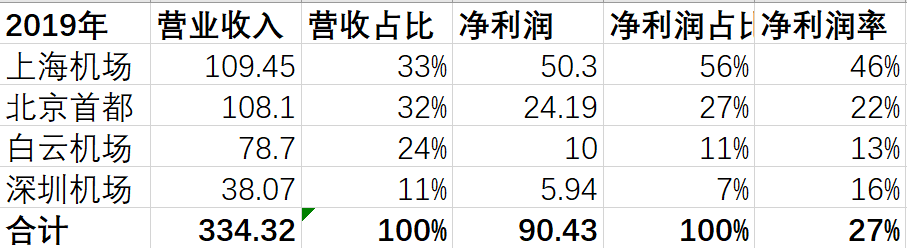 2019年 营业收入 营收占比 净利润 净利润占比 净利润率
上海机场 109.45 33% 50.3 56% 46%
北京首都 108.1 32% 24.19 27% 22%
白云机场 78.7 24% 10 11% 13%
深圳机场 38.07 11% 5.94 7% 16%
合计 334.32 100% 90.43 100% 27%